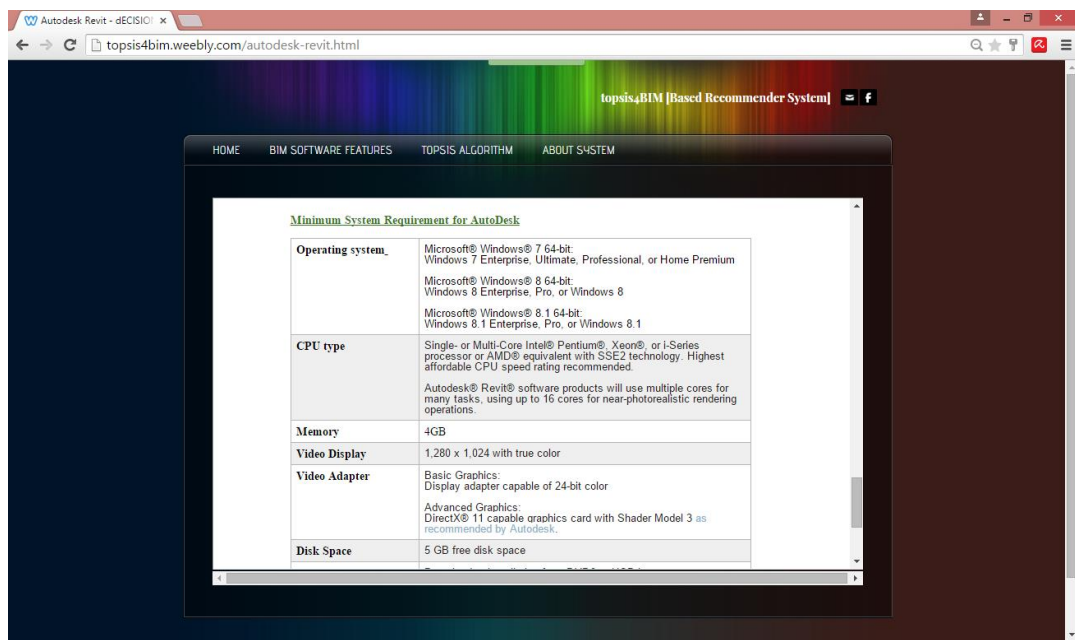 Autodesk Revit - dECISIO
topsis4bim.weebly.com/autodesk-revit.html
topsis4BIM [Based Recommender System]
HOME BIM SOFTWARE FEATURES TOPSIS ALGORITHM ABOUT SYSTEM
Minimum System Requirement for AutoDesk
Operating system_
Microsoft® Windows® 7 64-bit:
Windows 7 Enterprise, Ultimate, Professional, or Home Premium
Microsoft® Windows® 8 64-bit:
Windows 8 Enterprise, Pro, or Windows 8
Microsoft® Windows® 8.1 64-bit:
Windows 8.1 Enterprise, Pro, or Windows 8.1
CPU type
Single- or Multi-Core Intel® Pentium®, Xeon®, or i-Series
processor or AMD® equivalent with SSE2 technology. Highest
affordable CPU speed rating recommended.
Autodesk® Revit® software products will use multiple cores for
many tasks, using up to 16 cores for near-photorealistic rendering
operations.
Memory
4GB
Video Display
1,280 x 1,024 with true color
Video Adapter
Basic Graphics:
Display adapter capable of 24-bit color
Advanced Graphics:
DirectX® 11 capable graphics card with Shader Model 3 as
recommended by Autodesk.
Disk Space
5 GB free disk space